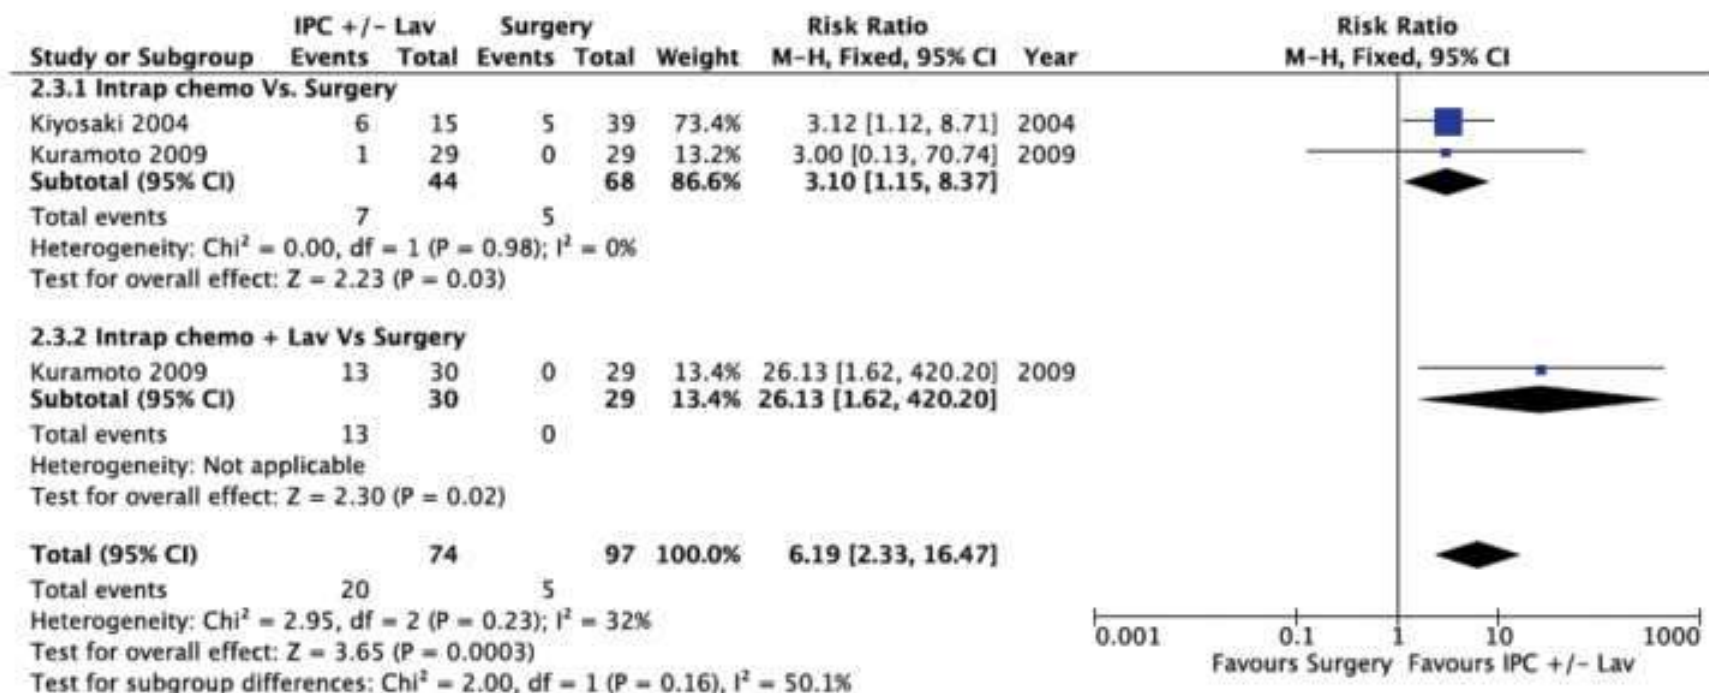 IPC +/- Lav Surgery Risk Ratio Risk Ratio
Study or Subgroup Events Total Events Total Weight M-H, Fixed, 95% CI Year M-H, Fixed, 95% CI
2.3.1 Intrap chemo Vs. Surgery
Kiyosaki 2004 6 15 5 39 73.4% 3.12 [1.12, 8.71] 2004
Kuramoto 2009 1 29 0 29 13.2% 3.00 [0.13, 70.74] 2009
Subtotal (95% CI) 44 68 86.6% 3.10 [1.15, 8.37]
Total events 7 5
Heterogeneity: Chi² = 0.00, df = 1 (P = 0.98); I² = 0%
Test for overall effect: Z = 2.23 (P = 0.03)
2.3.2 Intrap chemo + Lav Vs Surgery
Kuramoto 2009 13 30 0 29 13.4% 26.13 [1.62, 420.20] 2009
Subtotal (95% CI) 30 29 13.4% 26.13 [1.62, 420.20]
Total events 13 0
Heterogeneity: Not applicable
Test for overall effect: Z = 2.30 (P = 0.02)
Total (95% CI) 74 97 100.0% 6.19 [2.33, 16.47]
Total events 20 5
Heterogeneity: Chi² = 2.95, df = 2 (P = 0.23); I² = 32%
Test for overall effect: Z = 3.65 (P = 0.0003)
Test for subgroup differences: Chi² = 2.00, df = 1 (P = 0.16), I² = 50.1%
0.001 0.1 1 10 1000
Favours Surgery Favours IPC +/- Lav